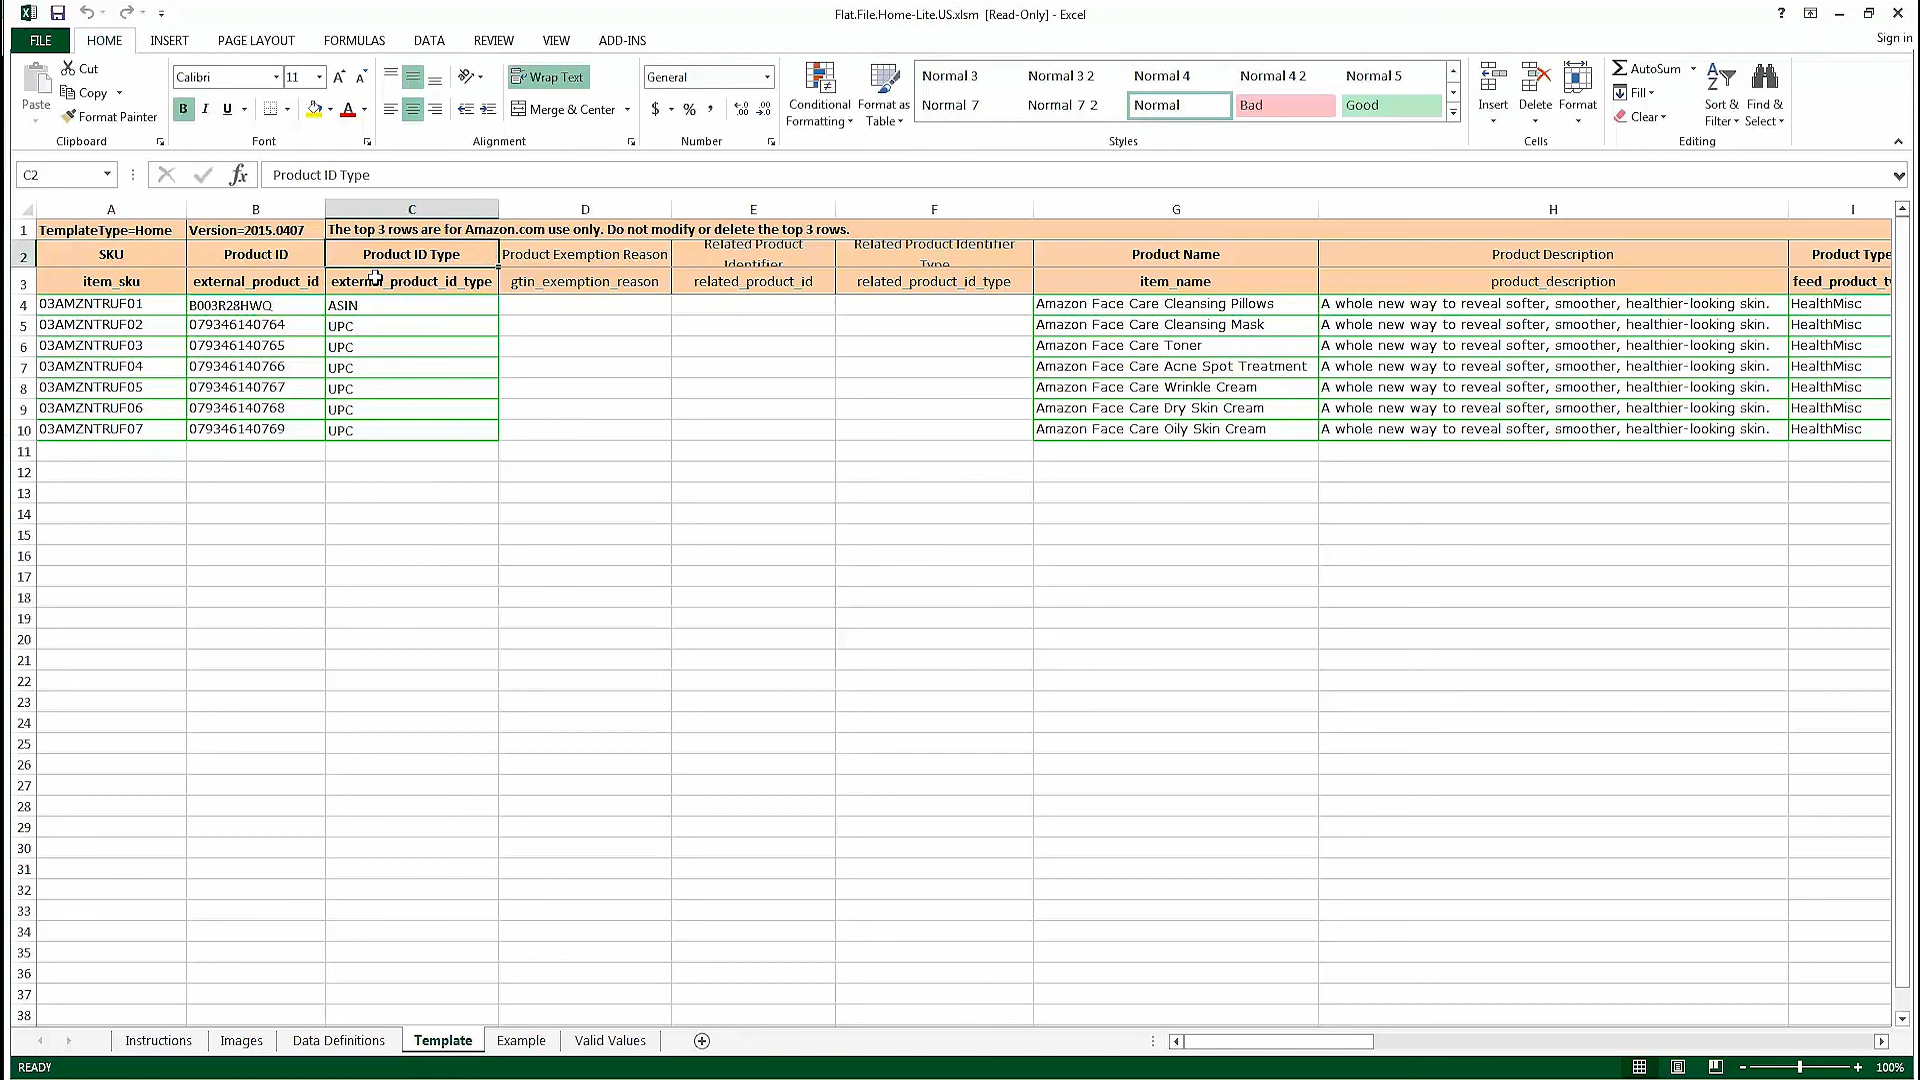 Flat.File.Home-Lite.US.xlsm [Read-Only] - Excel
?
FILE HOME INSERT PAGE LAYOUT FORMULAS DATA REVIEW VIEW ADD-INS
Sign in
Paste
Cut
Copy
Format Painter
Clipboard
Calibri 11
B I U
Font
Wrap Text
Merge & Center
Alignment
General
$ % ,
Number
Conditional Formatting
Format as Table
Normal 3 Normal 3 2 Normal 4 Normal 4 2 Normal 5
Normal 7 Normal 7 2 Normal Bad Good
Styles
Insert Delete Format
Cells
AutoSum
Fill
Clear
Sort & Filter
Find & Select
Editing
C2 fx Product ID Type
A B C D E F G H I
1 TemplateType=Home Version=2015.0407 The top 3 rows are for Amazon.com use only. Do not modify or delete the top 3 rows.
2 SKU Product ID Product ID Type Product Exemption Reason Related Product Identifier Related Product Identifier Type Product Name Product Description Product Type
3 item_sku external_product_id external_product_id_type gtin_exemption_reason related_product_id related_product_id_type item_name product_description feed_product_t
4 03AMZNTRUF01 B003R28HWQ ASIN Amazon Face Care Cleansing Pillows A whole new way to reveal softer, smoother, healthier-looking skin. HealthMisc
5 03AMZNTRUF02 079346140764 UPC Amazon Face Care Cleansing Mask A whole new way to reveal softer, smoother, healthier-looking skin. HealthMisc
6 03AMZNTRUF03 079346140765 UPC Amazon Face Care Toner A whole new way to reveal softer, smoother, healthier-looking skin. HealthMisc
7 03AMZNTRUF04 079346140766 UPC Amazon Face Care Acne Spot Treatment A whole new way to reveal softer, smoother, healthier-looking skin. HealthMisc
8 03AMZNTRUF05 079346140767 UPC Amazon Face Care Wrinkle Cream A whole new way to reveal softer, smoother, healthier-looking skin. HealthMisc
9 03AMZNTRUF06 079346140768 UPC Amazon Face Care Dry Skin Cream A whole new way to reveal softer, smoother, healthier-looking skin. HealthMisc
10 03AMZNTRUF07 079346140769 UPC Amazon Face Care Oily Skin Cream A whole new way to reveal softer, smoother, healthier-looking skin. HealthMisc
11
12
13
14
15
16
17
18
19
20
21
22
23
24
25
26
27
28
29
30
31
32
33
34
35
36
37
38
Instructions Images Data Definitions Template Example Valid Values
READY
100%